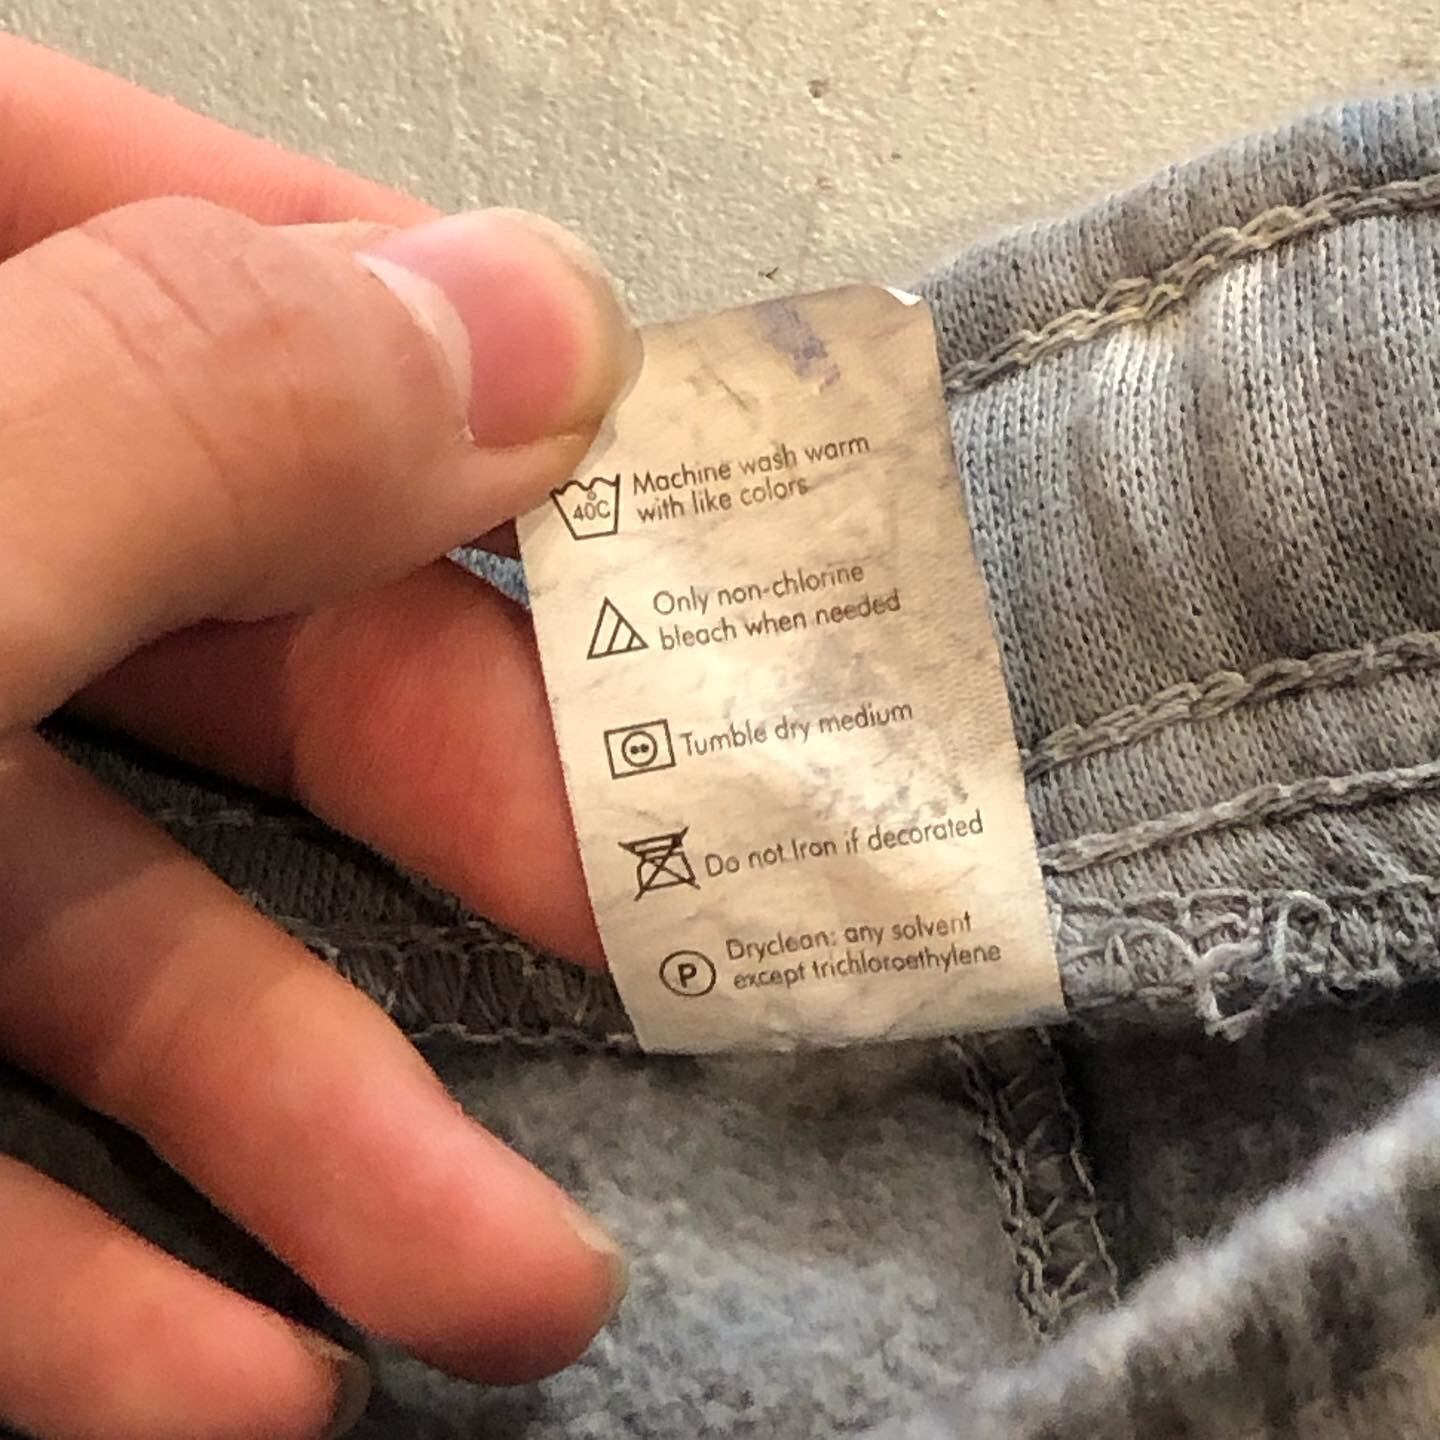 40C Machine wash warm
with like colors
Only non-chlorine
bleach when needed
Tumble dry medium
Do not Iron if decorated
Dryclean: any solvent
P except trichloroethylene